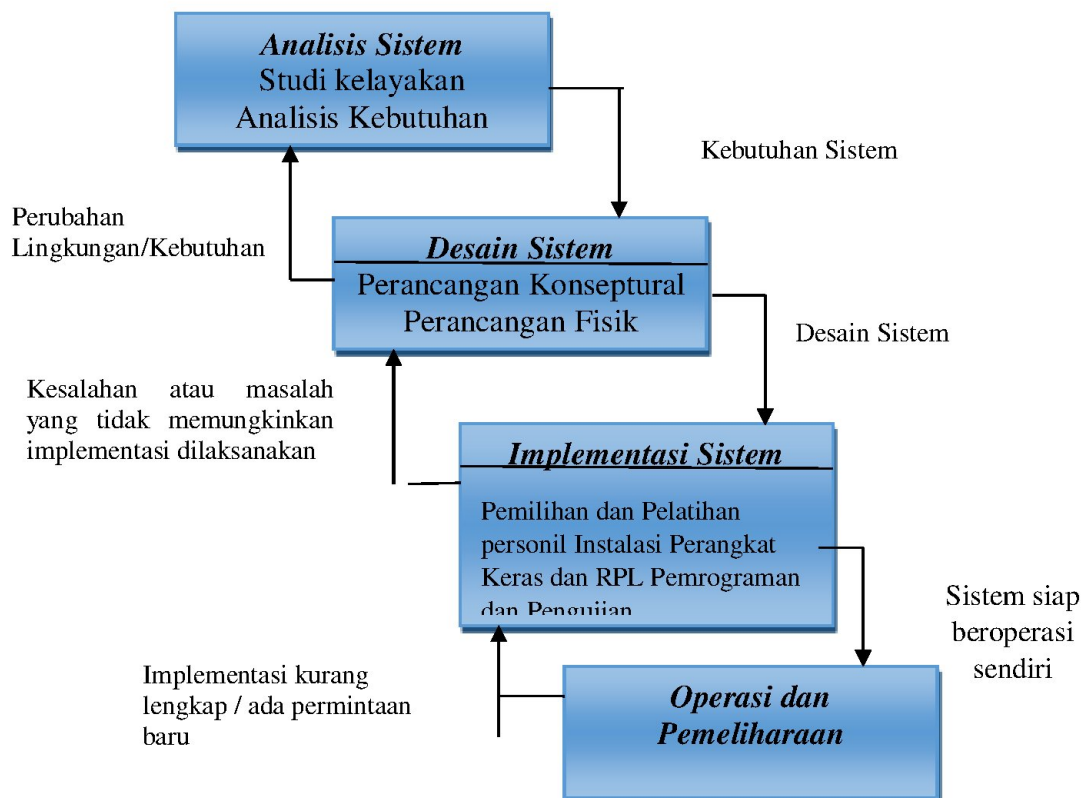 Analisis Sistem
Studi kelayakan
Analisis Kebutuhan
Kebutuhan Sistem
Perubahan
Lingkungan/Kebutuhan
Desain Sistem
Perancangan Konseptural
Perancangan Fisik
Desain Sistem
Kesalahan atau masalah
yang tidak memungkinkan
implementasi dilaksanakan
Implementasi Sistem
Pemilihan dan Pelatihan
personil Instalasi Perangkat
Keras dan RPL Pemrograman
dan Pengujian
Sistem siap
beroperasi
sendiri
Implementasi kurang
lengkap / ada permintaan
baru
Operasi dan
Pemeliharaan